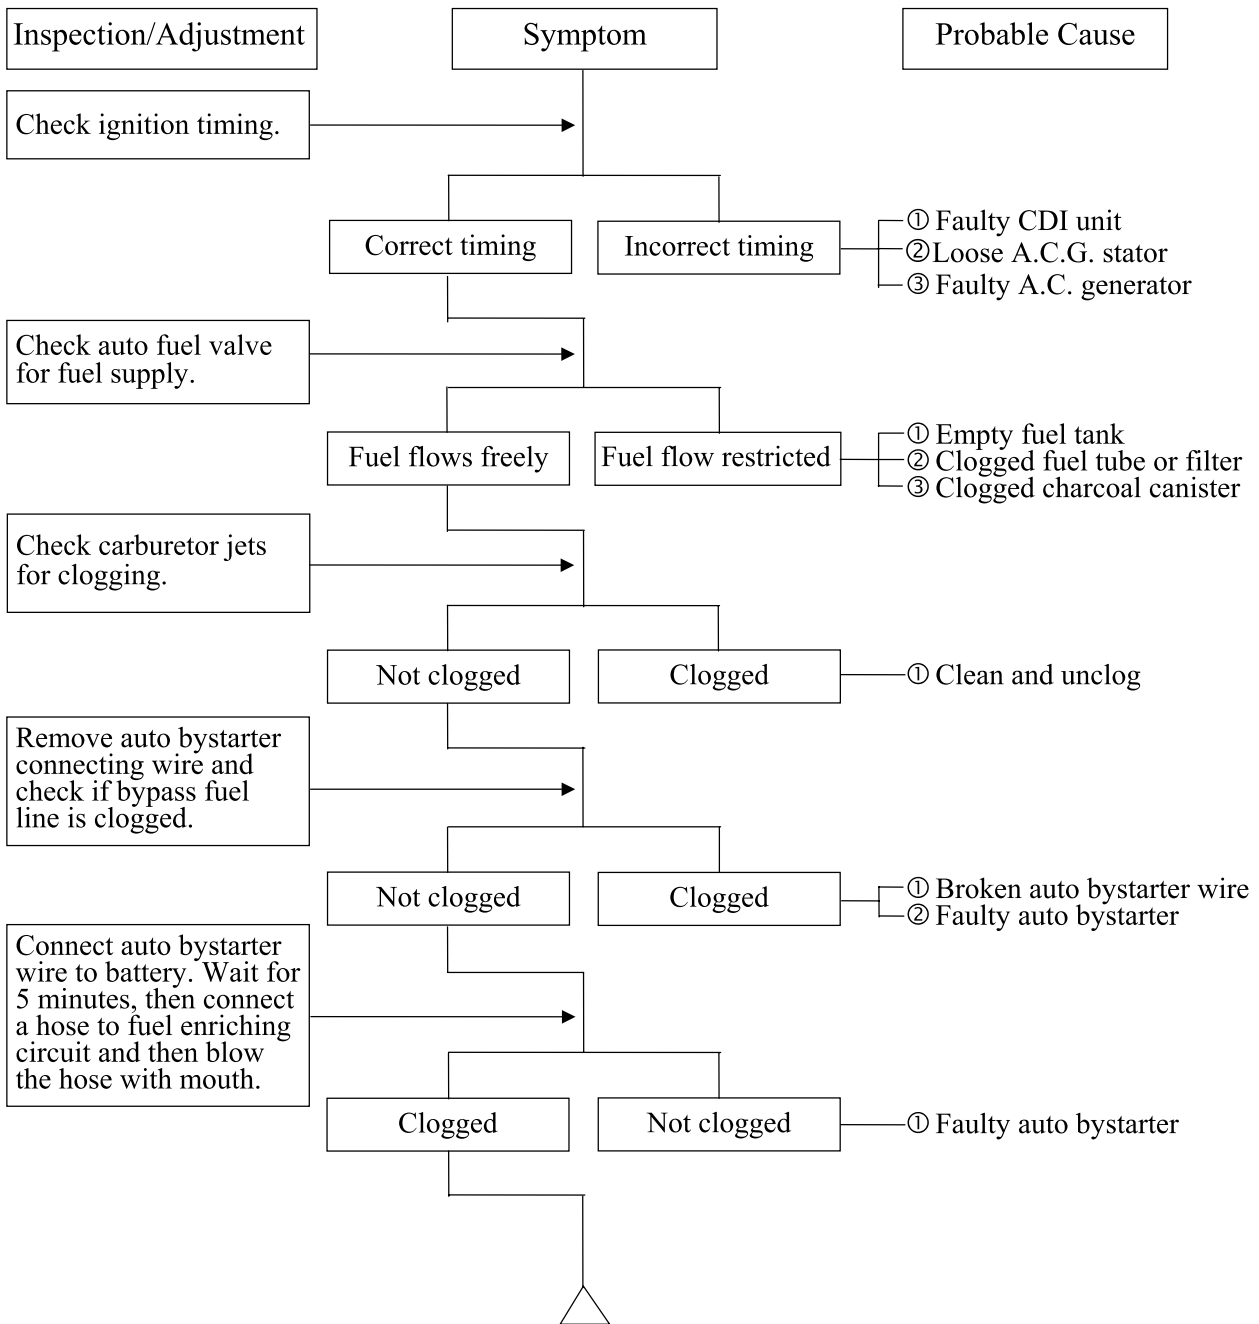 Inspection/Adjustment
Symptom
Probable Cause
Check ignition timing.
Correct timing
Incorrect timing
① Faulty CDI unit
②Loose A.C.G. stator
③ Faulty A.C. generator
Check auto fuel valve
for fuel supply.
Fuel flows freely
Fuel flow restricted
① Empty fuel tank
② Clogged fuel tube or filter
③ Clogged charcoal canister
Check carburetor jets
for clogging.
Not clogged
Clogged
① Clean and unclog
Remove auto bystarter
connecting wire and
check if bypass fuel
line is clogged.
Not clogged
Clogged
① Broken auto bystarter wire
② Faulty auto bystarter
Connect auto bystarter
wire to battery. Wait for
5 minutes, then connect
a hose to fuel enriching
circuit and then blow
the hose with mouth.
Clogged
Not clogged
① Faulty auto bystarter